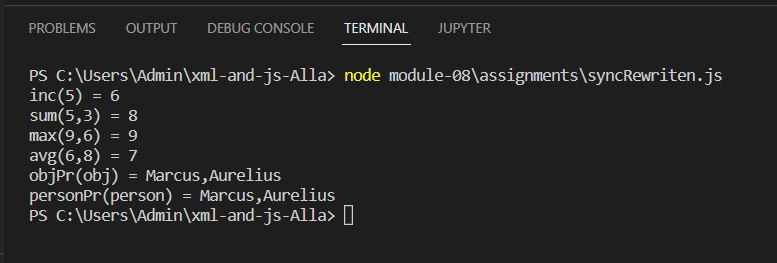 PROBLEMS OUTPUT DEBUG CONSOLE TERMINAL JUPYTER
PS C:\Users\Admin\xml-and-js-Alla> node module-08\assignments\syncRewriten.js
inc(5) = 6
sum(5,3) = 8
max(9,6) = 9
avg(6,8) = 7
objPr(obj) = Marcus,Aurelius
personPr(person) = Marcus,Aurelius
PS C:\Users\Admin\xml-and-js-Alla>